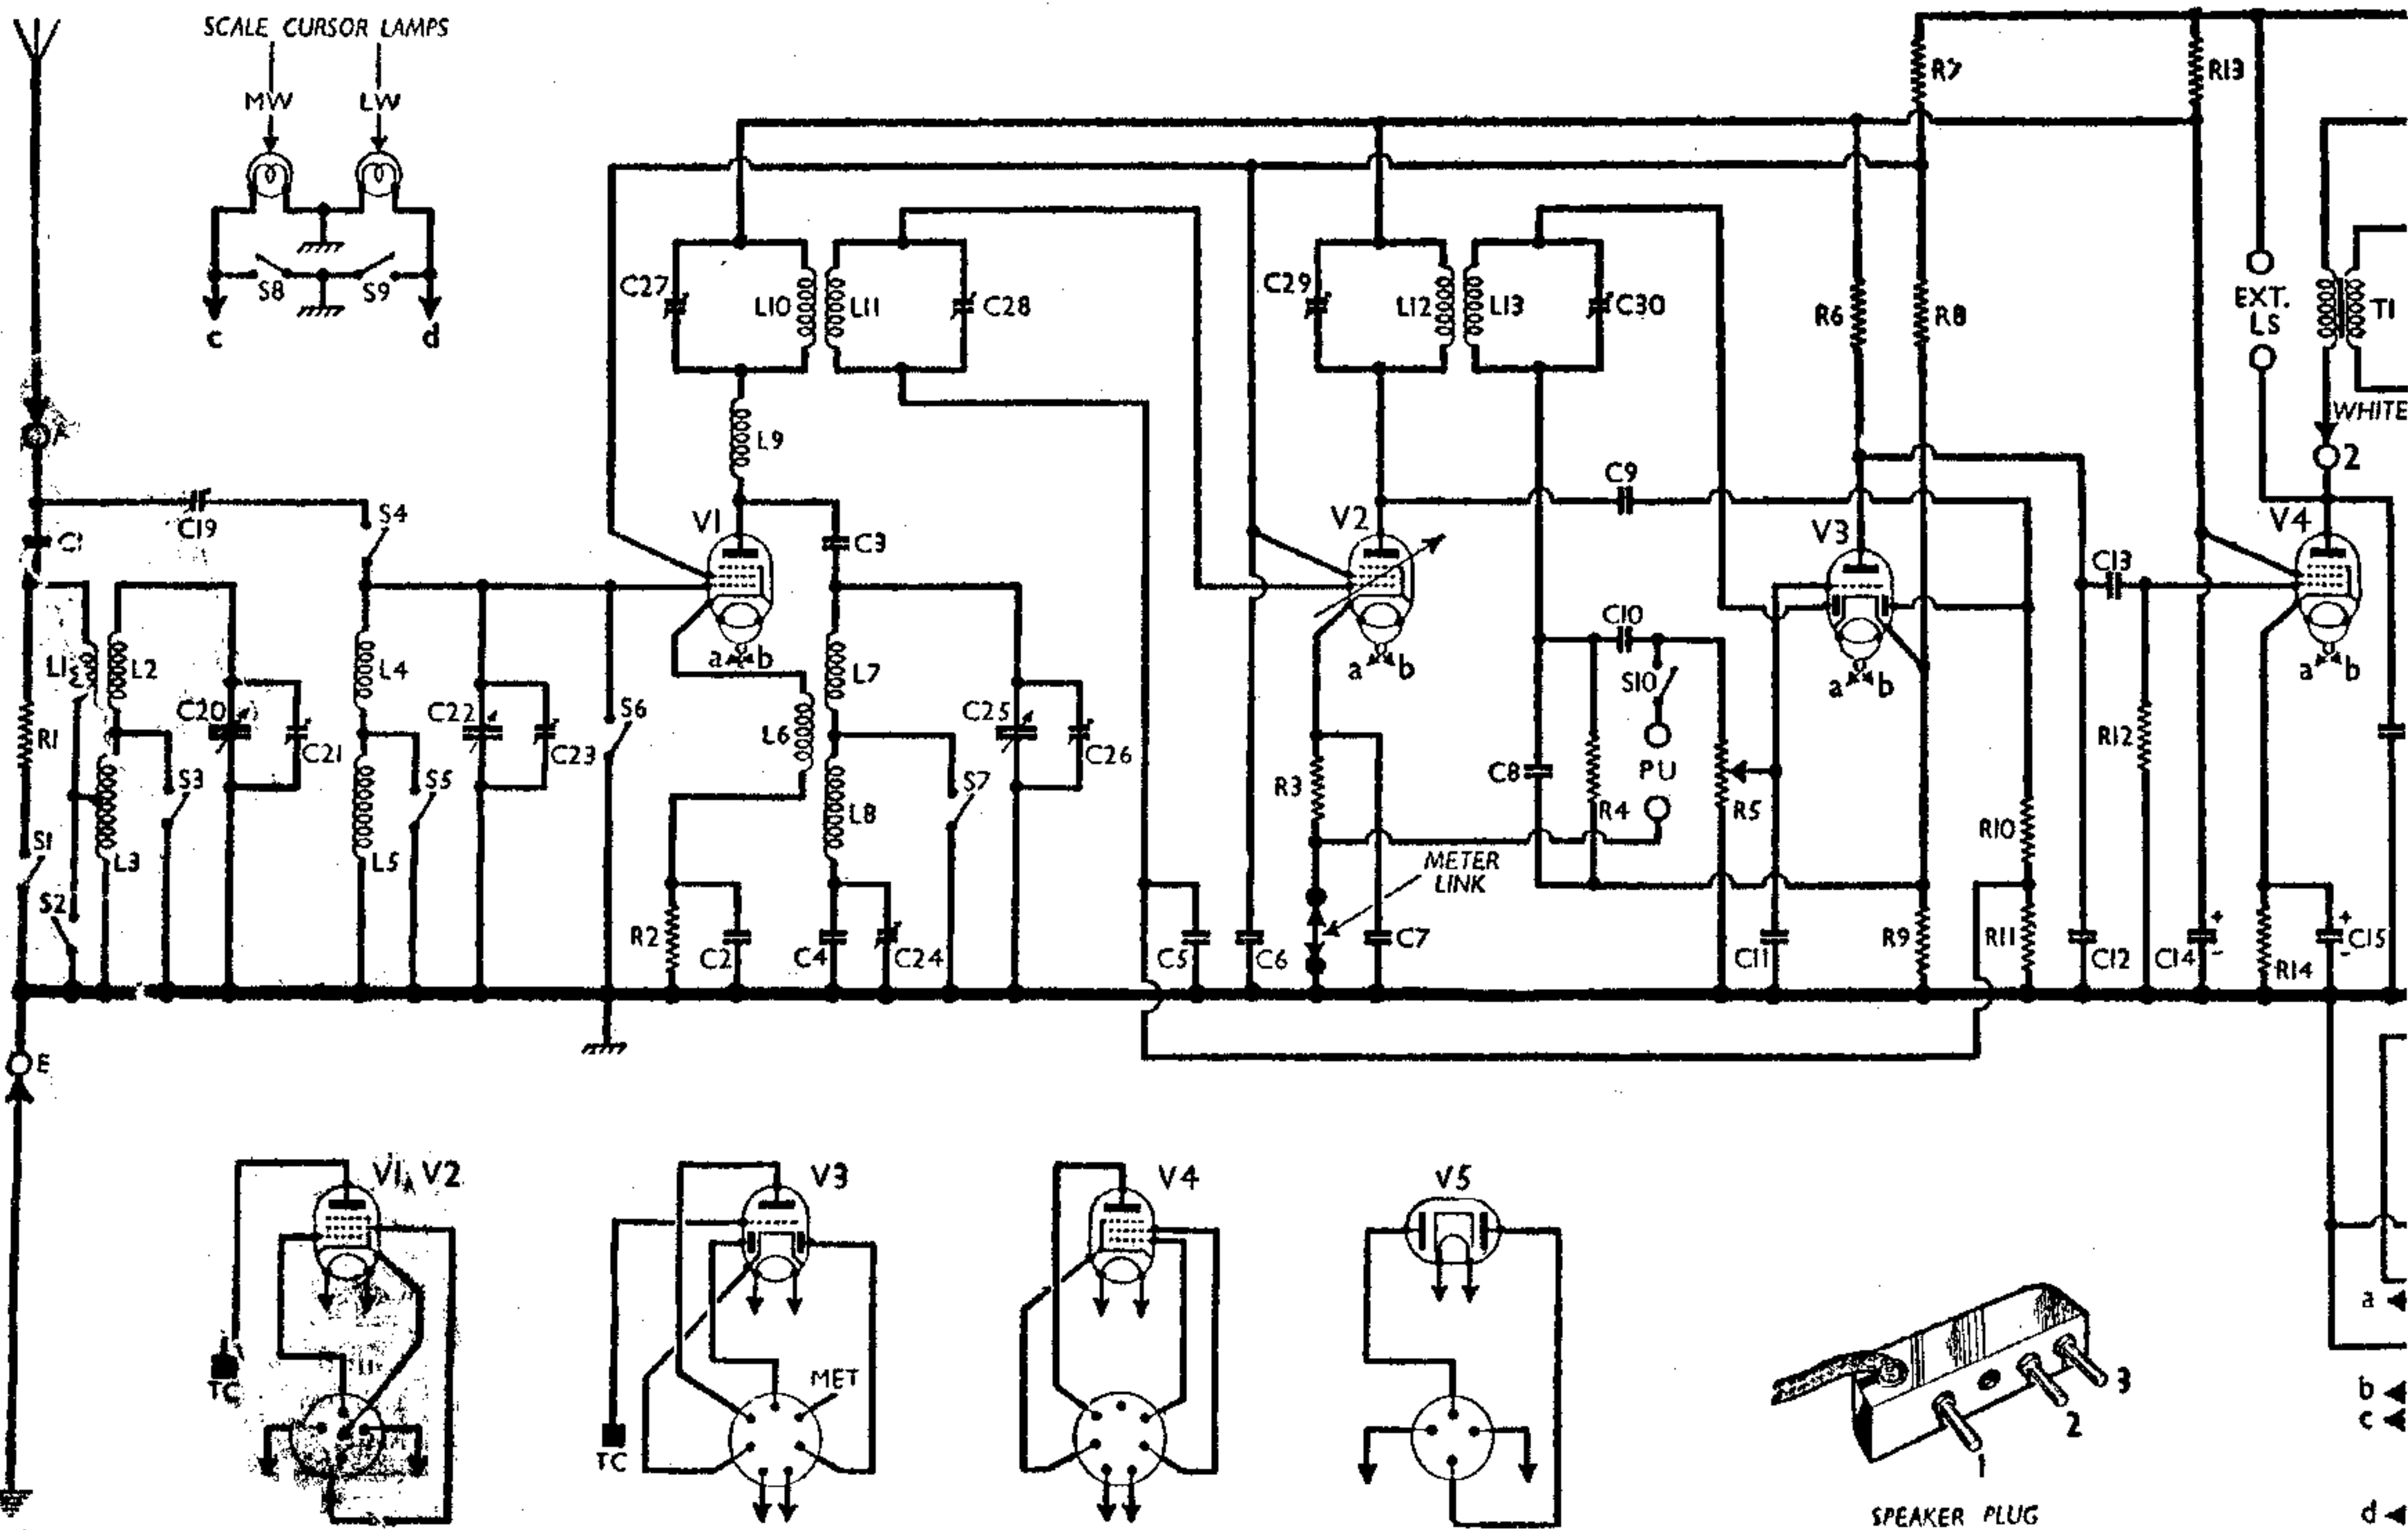 SCALE CURSOR LAMPS
MW LW
S8 S9
c d
A
C1
C19
S4
L1 L2
L3
R1
S1
S2
S3
C20
C21
L4
L5
S5
C22
C23
S6
E
C27
L10 L11
C28
L9
V1
a b
C3
L6
L7
L8
R2
C2
C4
C24
S7
C25
C26
C5
C6
C29
L12 L13
C30
V2
a b
C9
R3
METER
LINK
C7
C8
C10
S10
PU
R4
R5
C11
R6
R7
R8
V3
a b
R9
R10
R11
C12
C13
R12
R13
C14
+
-
EXT.
LS
T1
WHITE
2
V4
a b
R14
C15
+
-
V1, V2
TC
V3
MET
TC
V4
V5
1
2
3
SPEAKER PLUG
a
b
c
d